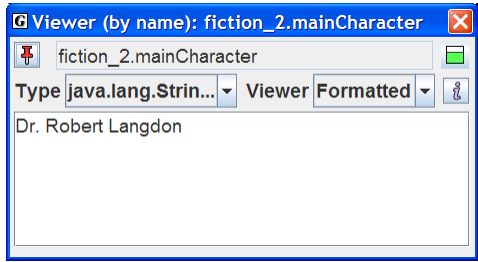 G Viewer (by name): fiction_2.mainCharacter
fiction_2.mainCharacter
Type java.lang.Strin... Viewer Formatted i
Dr. Robert Langdon